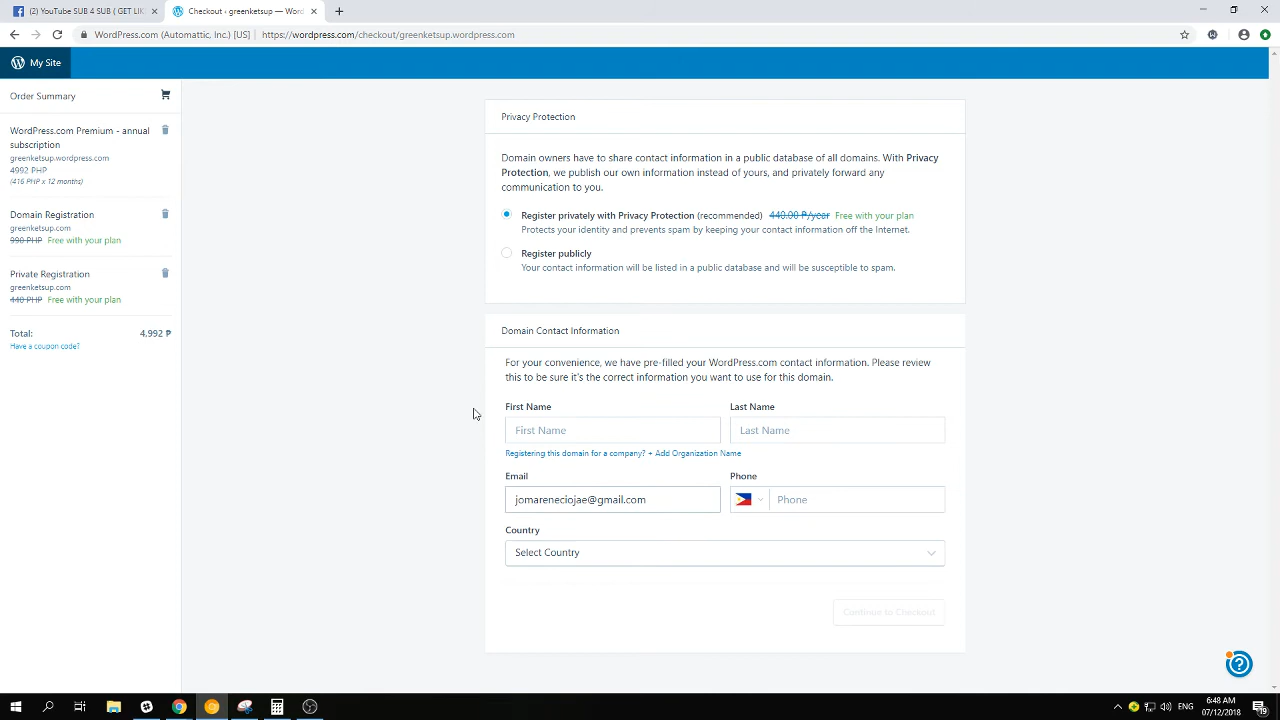 (2) YouTube SUB 4 SUB ( GET LIK
Checkout ‹ greenketsup — Word
WordPress.com (Automattic, Inc.) [US]
https://wordpress.com/checkout/greenketsup.wordpress.com
My Site
Order Summary
WordPress.com Premium - annual
subscription
greenketsup.wordpress.com
4992 PHP
(416 PHP x 12 months)
Domain Registration
greenketsup.com
990 PHP Free with your plan
Private Registration
greenketsup.com
440 PHP Free with your plan
Total: 4,992 ₱
Have a coupon code?
Privacy Protection
Domain owners have to share contact information in a public database of all domains. With Privacy
Protection, we publish our own information instead of yours, and privately forward any
communication to you.
Register privately with Privacy Protection (recommended) 440.00 ₱/year Free with your plan
Protects your identity and prevents spam by keeping your contact information off the Internet.
Register publicly
Your contact information will be listed in a public database and will be susceptible to spam.
Domain Contact Information
For your convenience, we have pre-filled your WordPress.com contact information. Please review
this to be sure it's the correct information you want to use for this domain.
First Name Last Name
First Name Last Name
Registering this domain for a company? + Add Organization Name
Email Phone
jomareneciojae@gmail.com Phone
Country
Select Country
Continue to Checkout
ENG
6:48 AM
07/12/2018